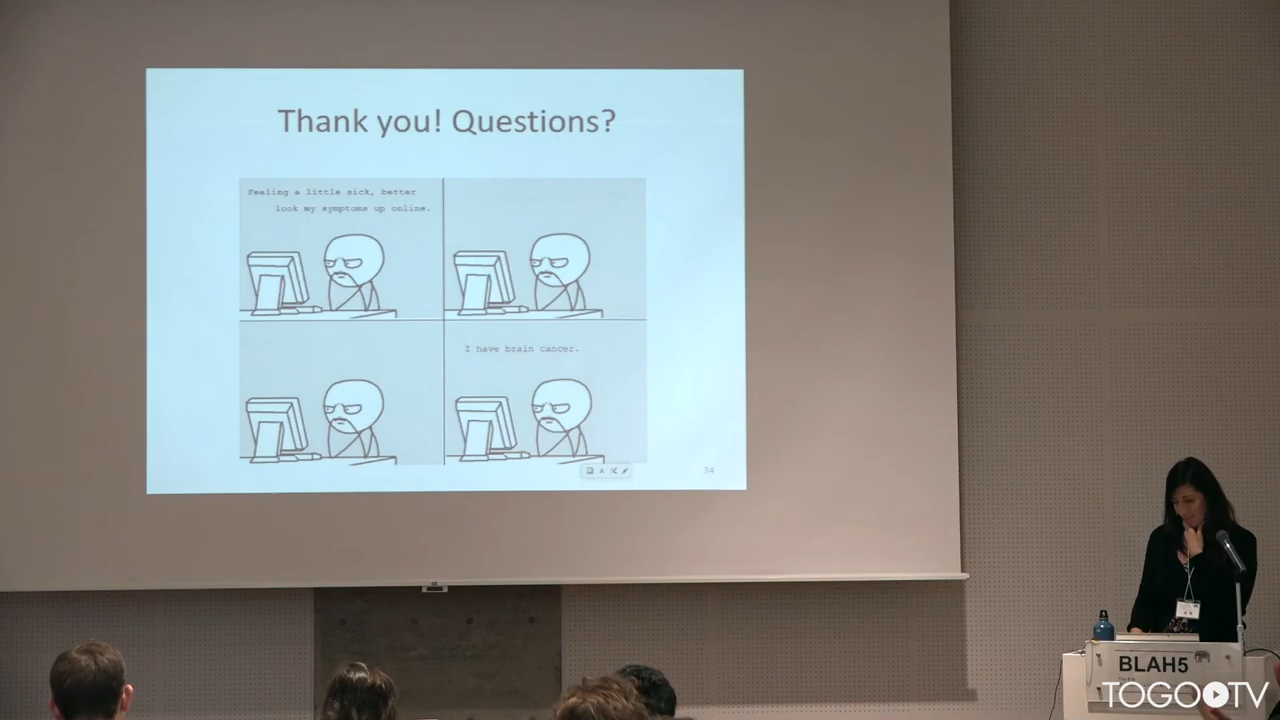 Thank you! Questions?
Feeling a little sick, better
look my symptoms up online.
I have brain cancer.
34
BLAH5
TOGOTV